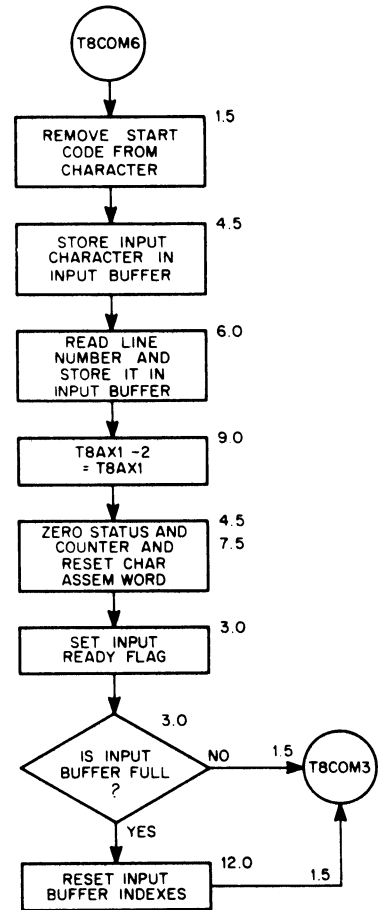 T8COM6
1.5
REMOVE START
CODE FROM
CHARACTER
4.5
STORE INPUT
CHARACTER IN
INPUT BUFFER
6.0
READ LINE
NUMBER AND
STORE IT IN
INPUT BUFFER
9.0
T8AX1 -2
= T8AX1
4.5
7.5
ZERO STATUS AND
COUNTER AND
RESET CHAR
ASSEM WORD
3.0
SET INPUT
READY FLAG
3.0
IS INPUT
BUFFER FULL
?
NO
1.5
T8COM3
YES
12.0
RESET INPUT
BUFFER INDEXES
1.5